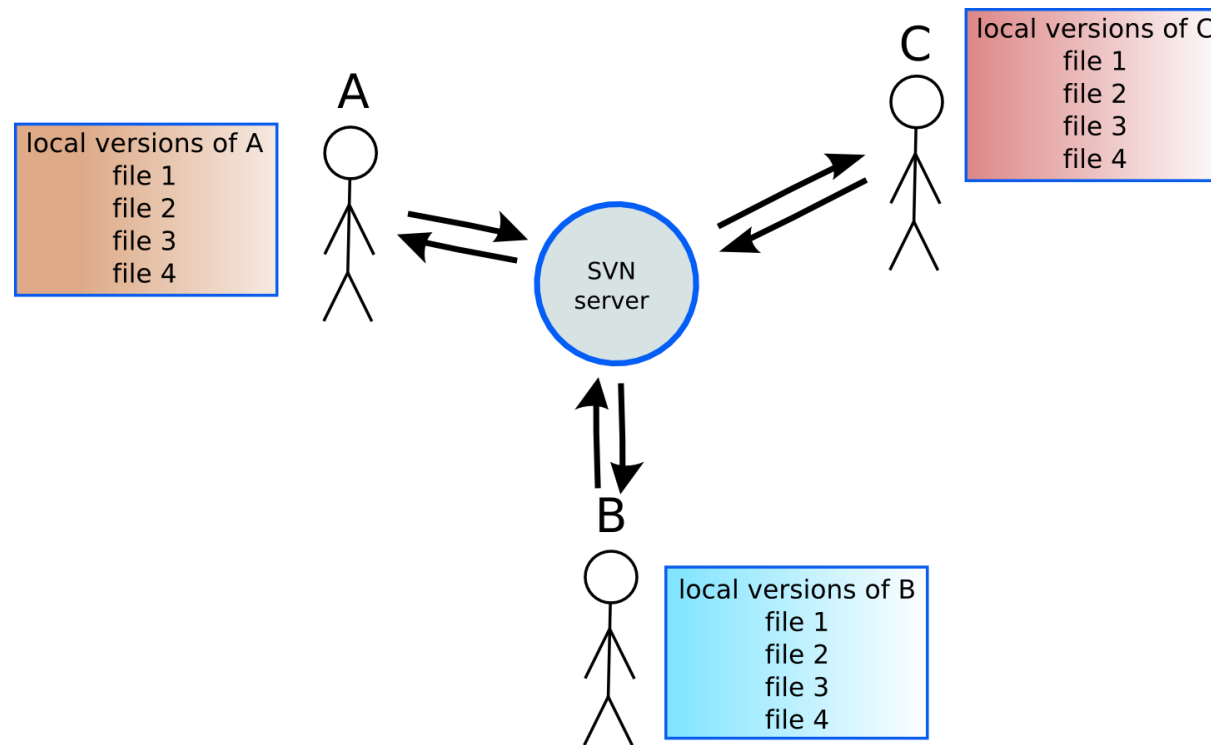 A
local versions of A
file 1
file 2
file 3
file 4
C
local versions of C
file 1
file 2
file 3
file 4
SVN
server
B
local versions of B
file 1
file 2
file 3
file 4